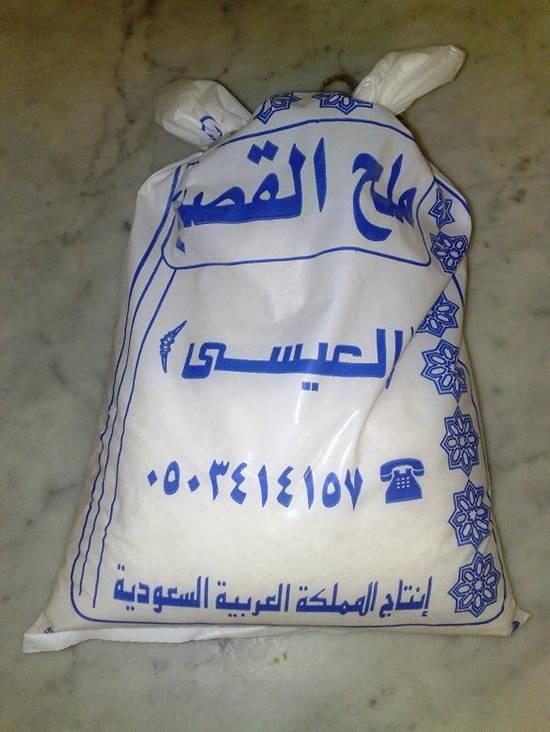 ملح القصب
العيسى
٠٥٠٣٤١٤١٥٧
إنتاج المملكة العربية السعودية